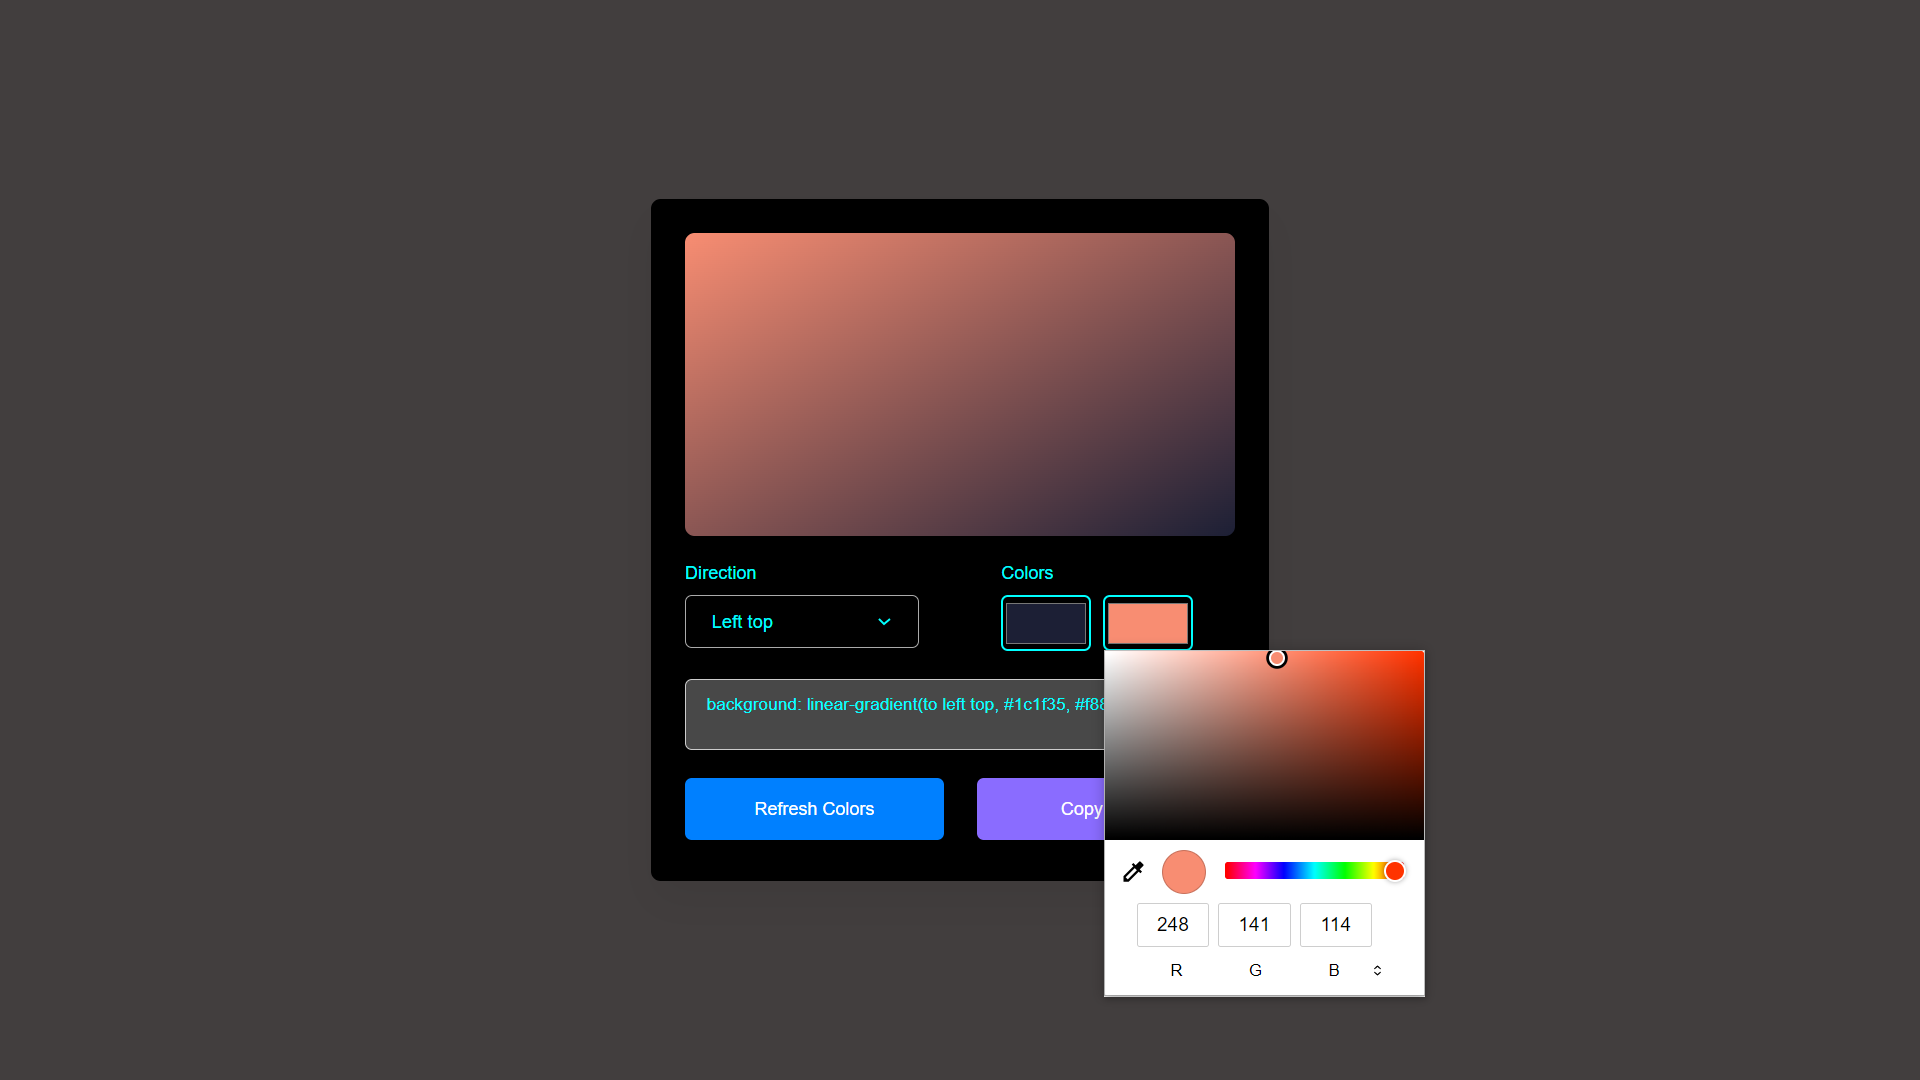 Direction
Colors
Left top
background: linear-gradient(to left top, #1c1f35, #f88
Refresh Colors
Copy
248
141
114
R
G
B